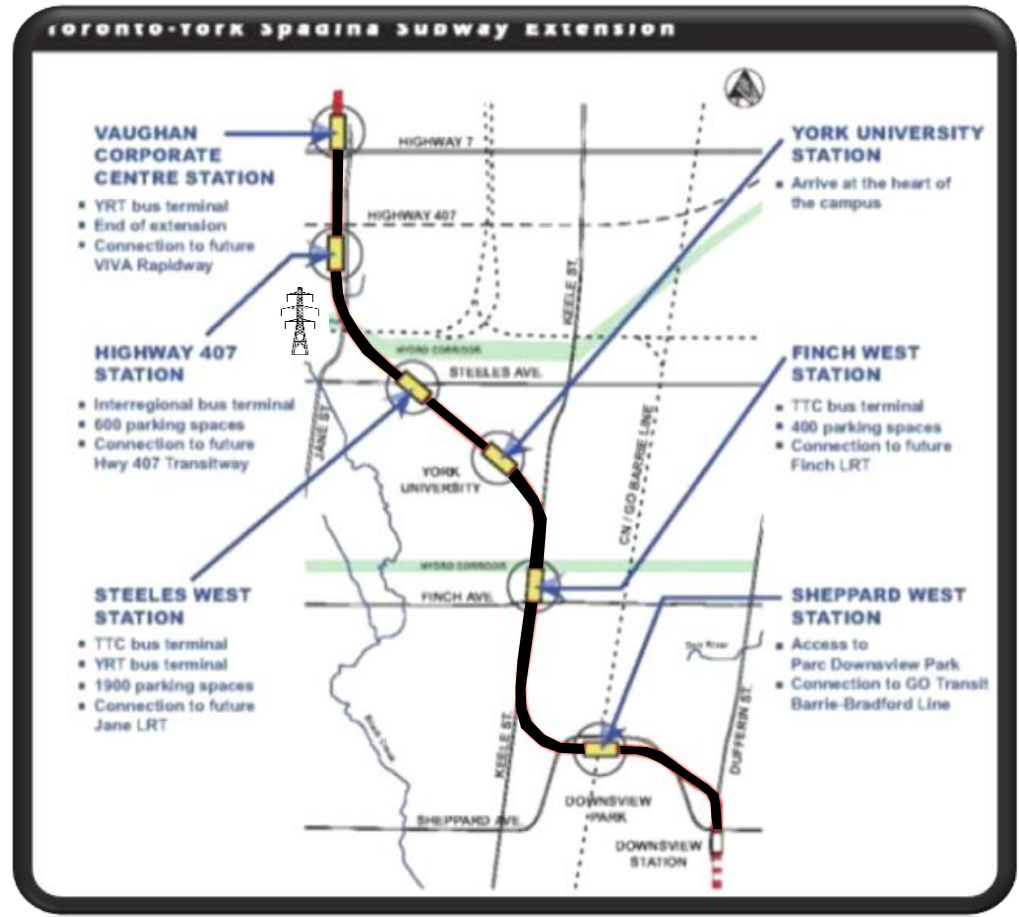 Toronto-York Spadina Subway Extension
VAUGHAN
CORPORATE
CENTRE STATION
▪ YRT bus terminal
▪ End of extension
▪ Connection to future
VIVA Rapidway
HIGHWAY 407
STATION
▪ Interregional bus terminal
▪ 600 parking spaces
▪ Connection to future
Hwy 407 Transitway
STEELES WEST
STATION
▪ TTC bus terminal
▪ YRT bus terminal
▪ 1900 parking spaces
▪ Connection to future
Jane LRT
HIGHWAY 7
HIGHWAY 407
KEELE ST.
HYDRO CORRIDOR
STEELES AVE.
JANE ST.
YORK
UNIVERSITY
CN / GO BARRIE LINE
HYDRO CORRIDOR
FINCH AVE.
Don River
Black Creek
KEELE ST.
DUFFERIN ST.
DOWNSVIEW
PARK
SHEPPARD AVE.
DOWNSVIEW
STATION
YORK UNIVERSITY
STATION
▪ Arrive at the heart of
the campus
FINCH WEST
STATION
▪ TTC bus terminal
▪ 400 parking spaces
▪ Connection to future
Finch LRT
SHEPPARD WEST
STATION
▪ Access to
Parc Downsview Park
▪ Connection to GO Transit
Barrie-Bradford Line